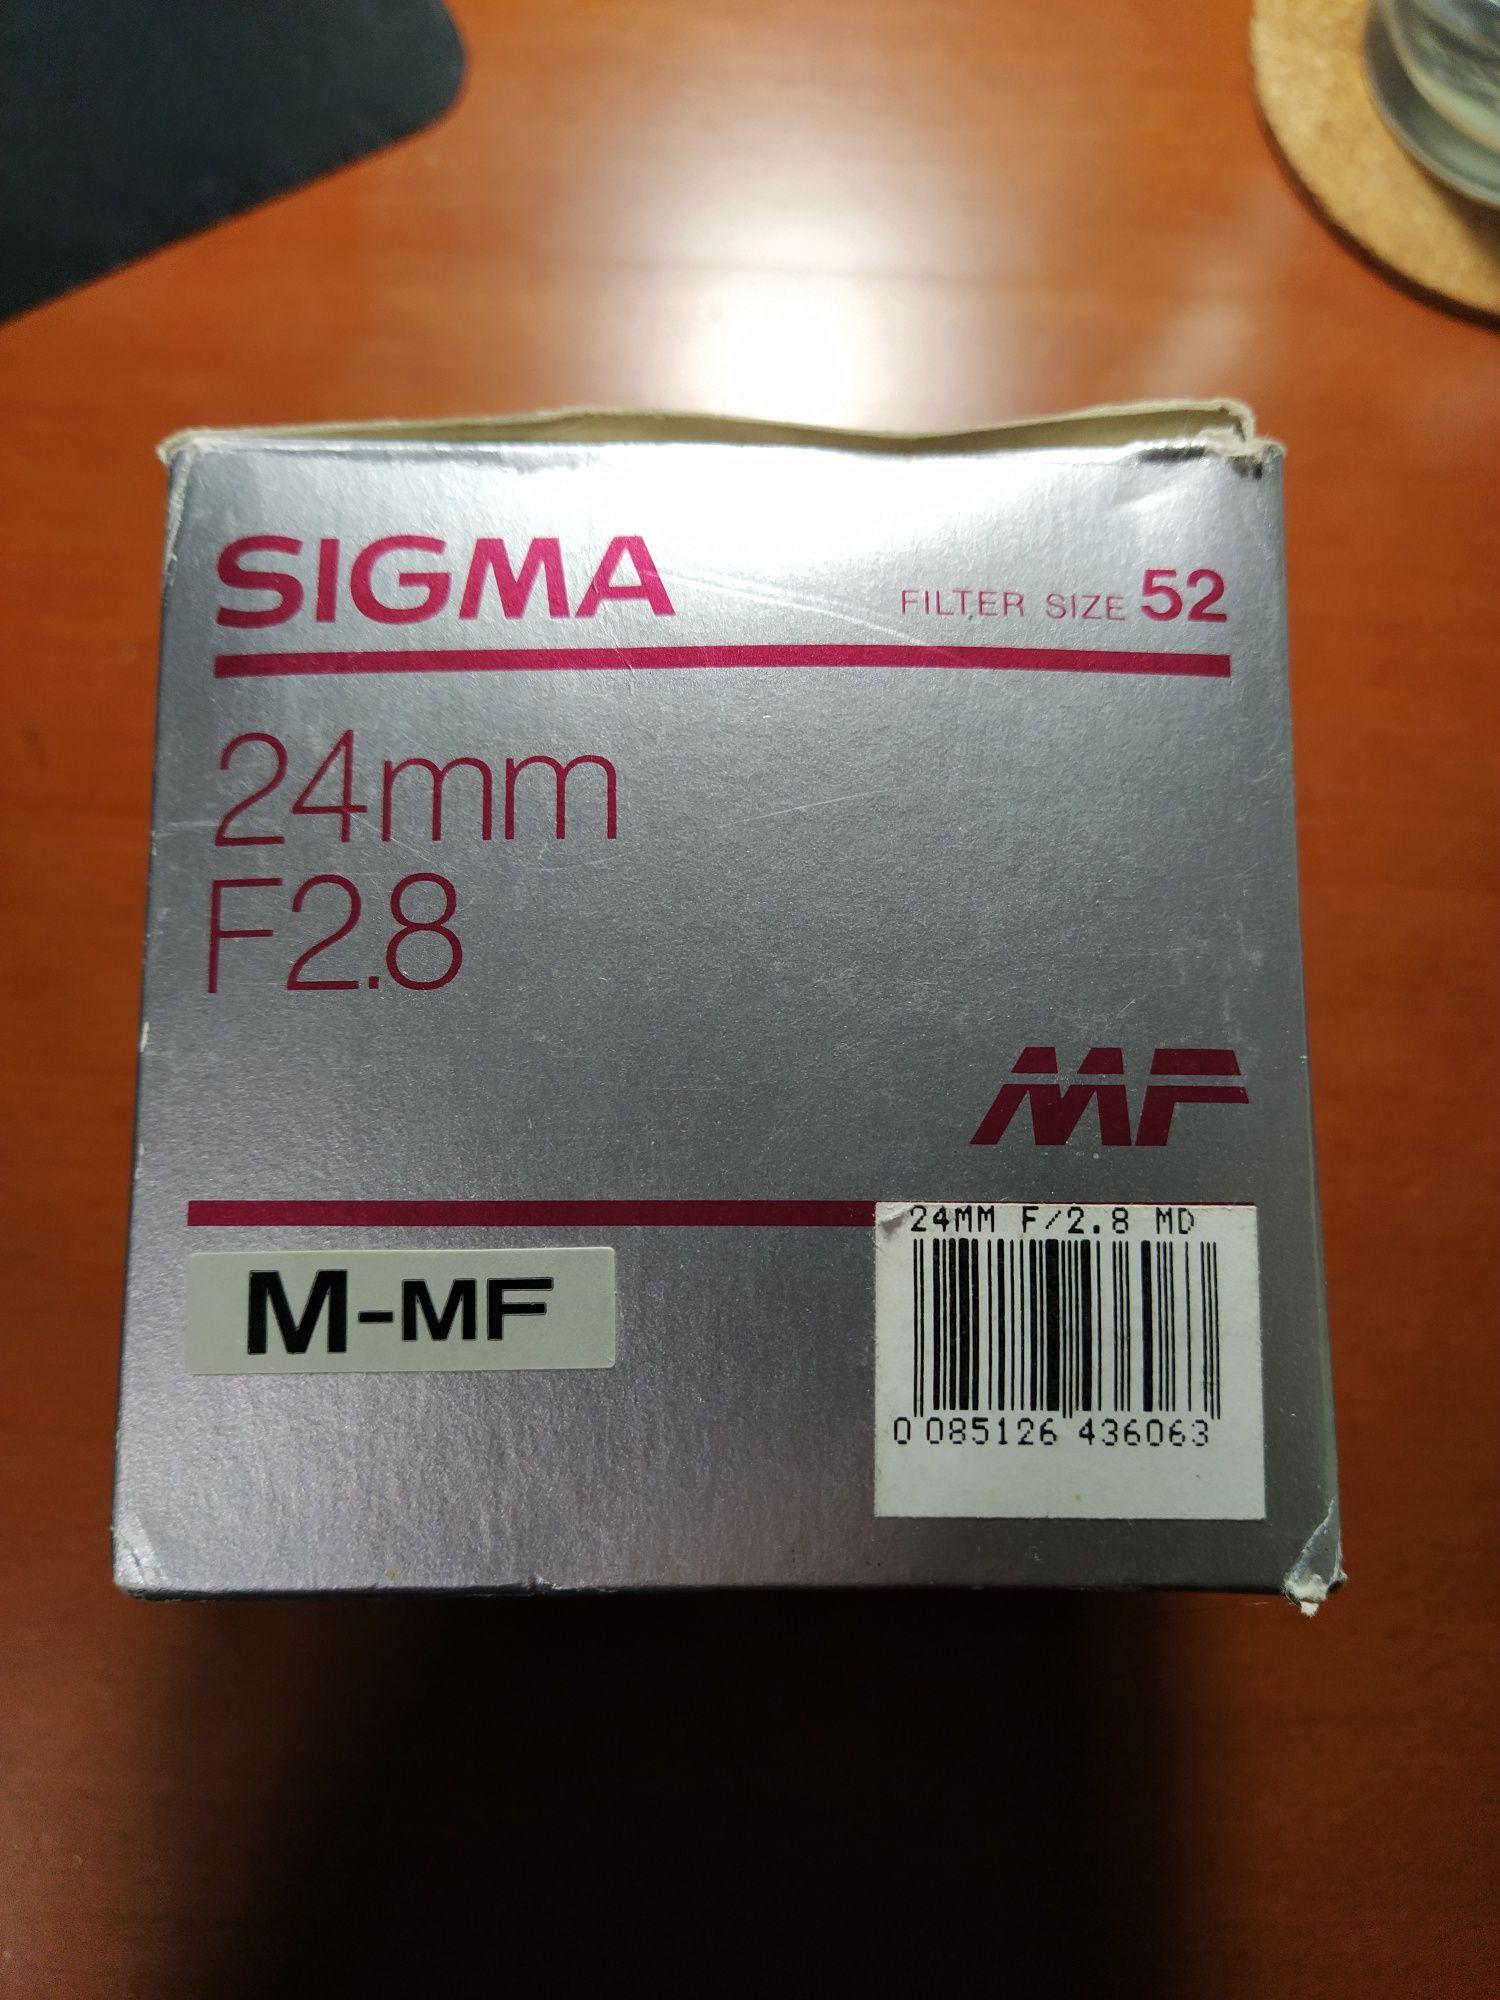 SIGMA
FILTER SIZE 52
24mm
F2.8
MF
M-MF
24MM F/2.8 MD
0 085126 436063